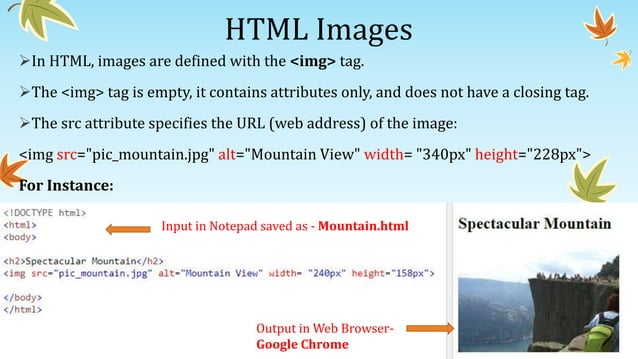 HTML Images
➢In HTML, images are defined with the <img> tag.
➢The <img> tag is empty, it contains attributes only, and does not have a closing tag.
➢The src attribute specifies the URL (web address) of the image:
<img src="pic_mountain.jpg" alt="Mountain View" width= "340px" height="228px">
For Instance:
<!DOCTYPE html>
<html>
<body>
<h2>Spectacular Mountain</h2>
<img src="pic_mountain.jpg" alt="Mountain View" width= "240px" height="158px">
</body>
</html>
Input in Notepad saved as - Mountain.html
Output in Web Browser-
Google Chrome
Spectacular Mountain